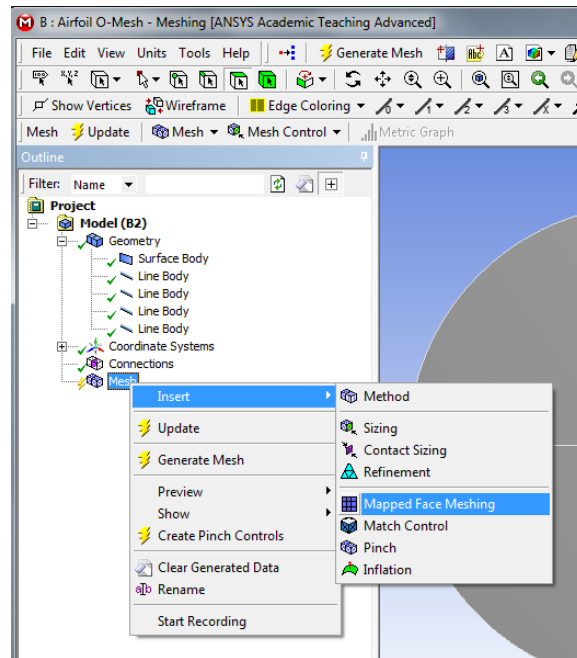 B : Airfoil O-Mesh - Meshing [ANSYS Academic Teaching Advanced]
File Edit View Units Tools Help Generate Mesh A
Show Vertices Wireframe Edge Coloring
Mesh Update Mesh Mesh Control Metric Graph
Outline
Filter: Name
Project
Model (B2)
Geometry
Surface Body
Line Body
Line Body
Line Body
Line Body
Coordinate Systems
Connections
Mesh
Insert
Update
Generate Mesh
Preview
Show
Create Pinch Controls
Clear Generated Data
Rename
Start Recording
Method
Sizing
Contact Sizing
Refinement
Mapped Face Meshing
Match Control
Pinch
Inflation